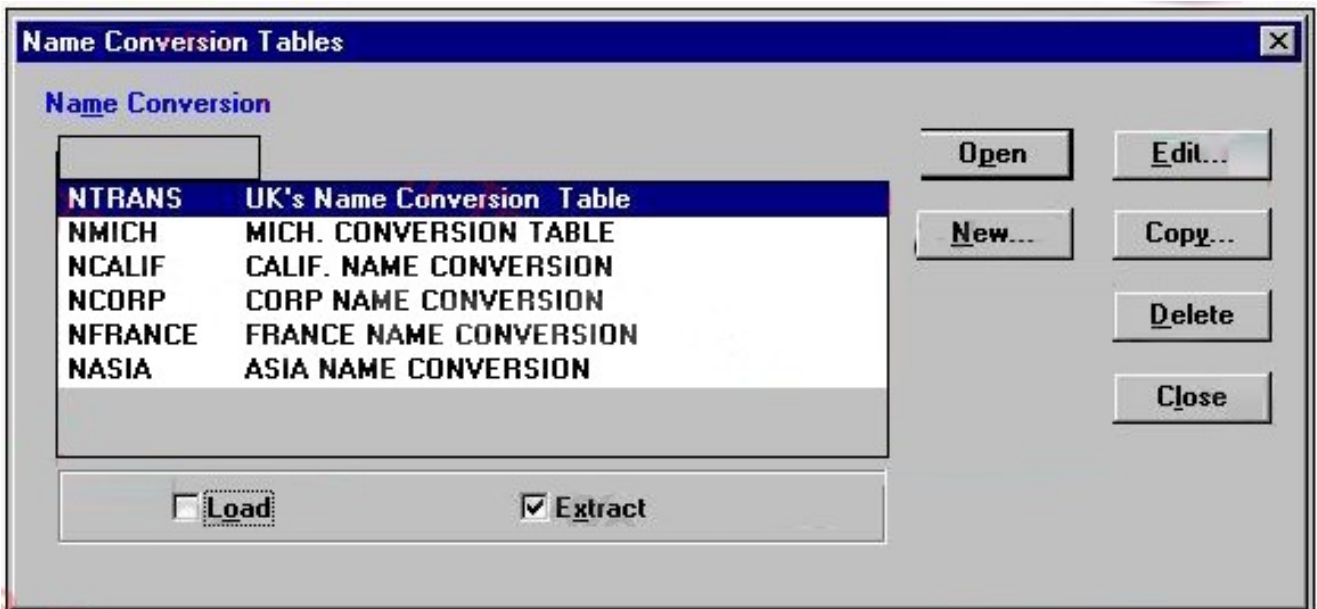 Name Conversion Tables
Name Conversion
Open
Edit...
NTRANS UK's Name Conversion Table
NMICH MICH. CONVERSION TABLE
New...
Copy...
NCALIF CALIF. NAME CONVERSION
NCORP CORP NAME CONVERSION
NFRANCE FRANCE NAME CONVERSION
Delete
NASIA ASIA NAME CONVERSION
Close
Load
Extract